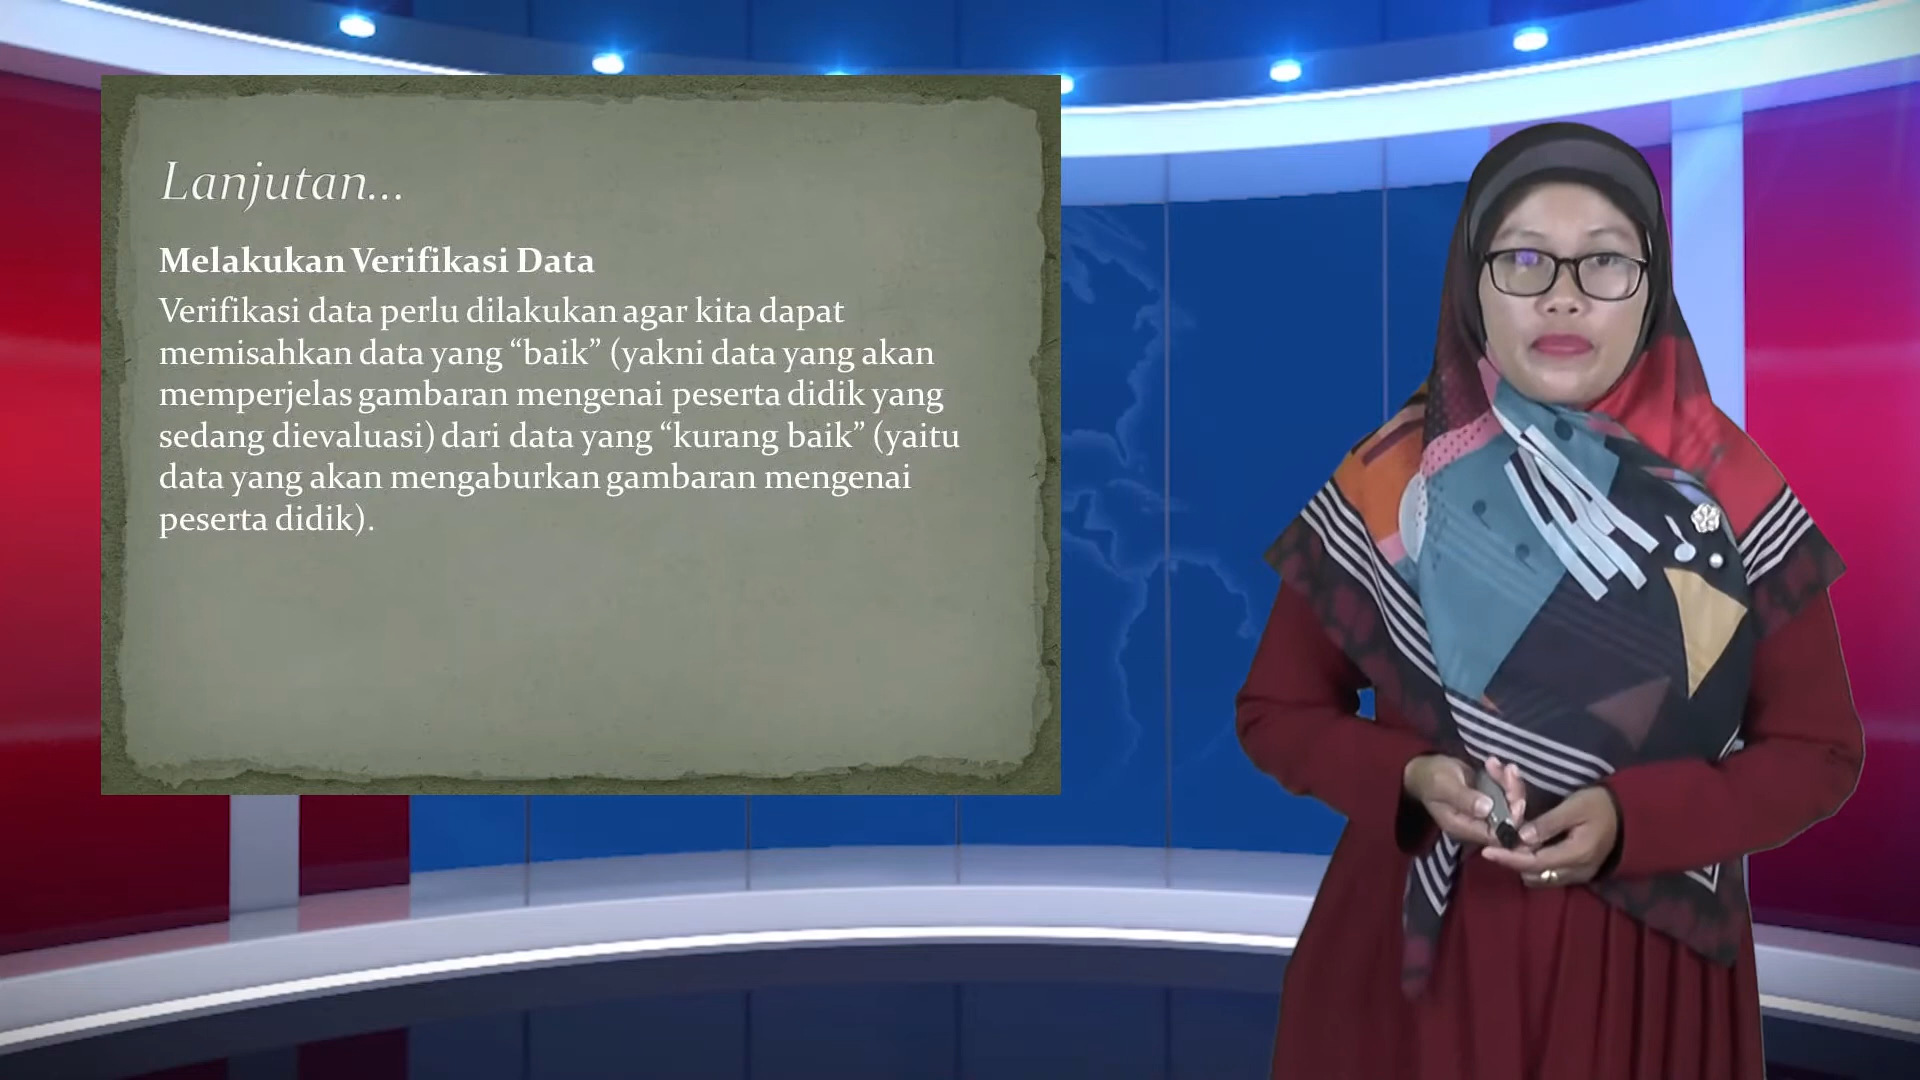 Lanjutan...
Melakukan Verifikasi Data
Verifikasi data perlu dilakukan agar kita dapat
memisahkan data yang “baik” (yakni data yang akan
memperjelas gambaran mengenai peserta didik yang
sedang dievaluasi) dari data yang “kurang baik” (yaitu
data yang akan mengaburkan gambaran mengenai
peserta didik).